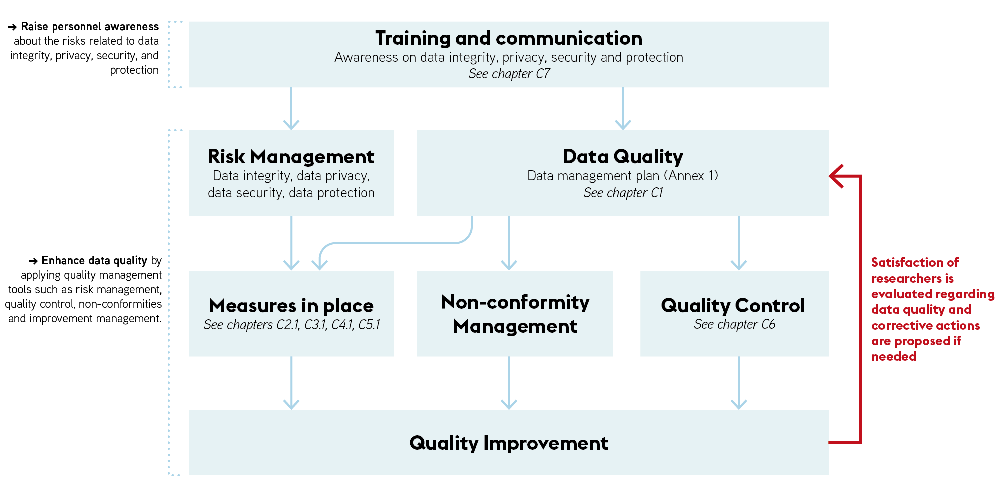 → Raise personnel awareness
about the risks related to data
integrity, privacy, security, and
protection
Training and communication
Awareness on data integrity, privacy, security and protection
See chapter C7
Risk Management
Data integrity, data privacy,
data security, data protection
Data Quality
Data management plan (Annex 1)
See chapter C1
→ Enhance data quality by
applying quality management
tools such as risk management,
quality control, non-conformities
and improvement management.
Measures in place
See chapters C2.1, C3.1, C4.1, C5.1
Non-conformity
Management
Quality Control
See chapter C6
Satisfaction of
researchers is
evaluated regarding
data quality and
corrective actions
are proposed if
needed
Quality Improvement